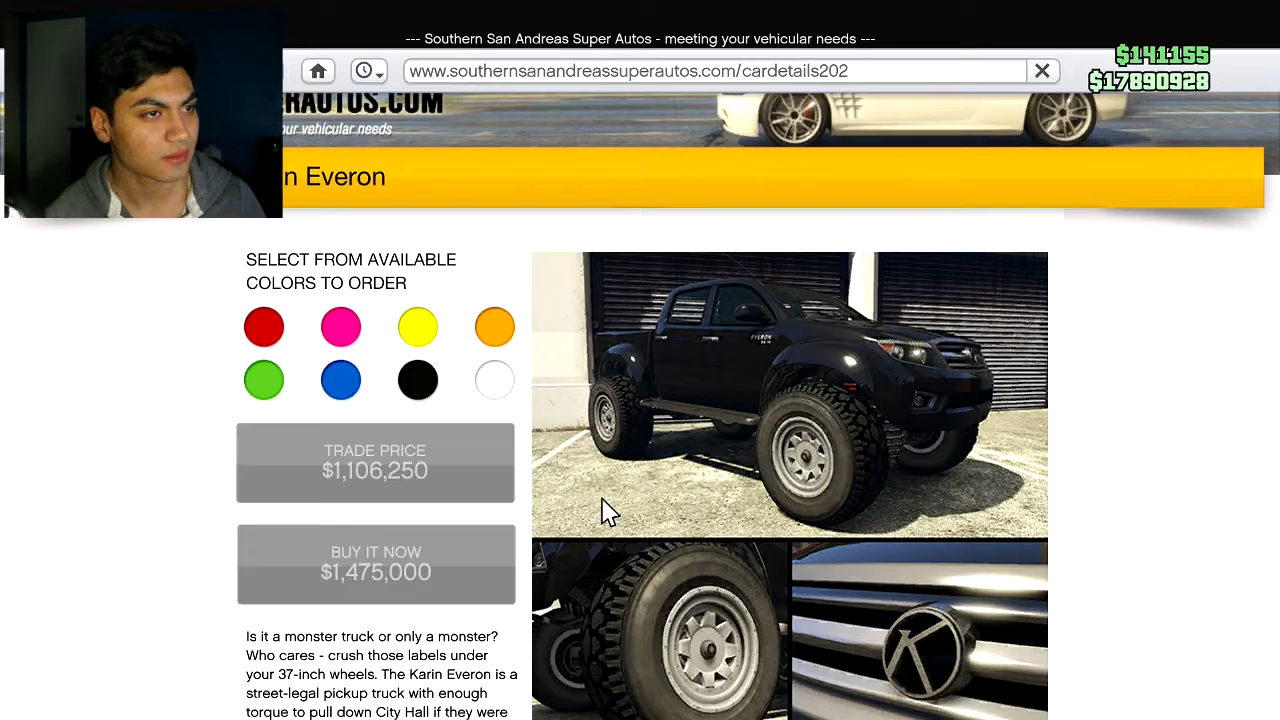 --- Southern San Andreas Super Autos - meeting your vehicular needs ---
www.southernsanandreassuperautos.com/cardetails202
$141155
$17890928
RAUTOS.COM
our vehicular needs
n Everon
SELECT FROM AVAILABLE
COLORS TO ORDER
TRADE PRICE
$1,106,250
BUY IT NOW
$1,475,000
EVERON
Is it a monster truck or only a monster?
Who cares - crush those labels under
your 37-inch wheels. The Karin Everon is a
street-legal pickup truck with enough
torque to pull down City Hall if they were